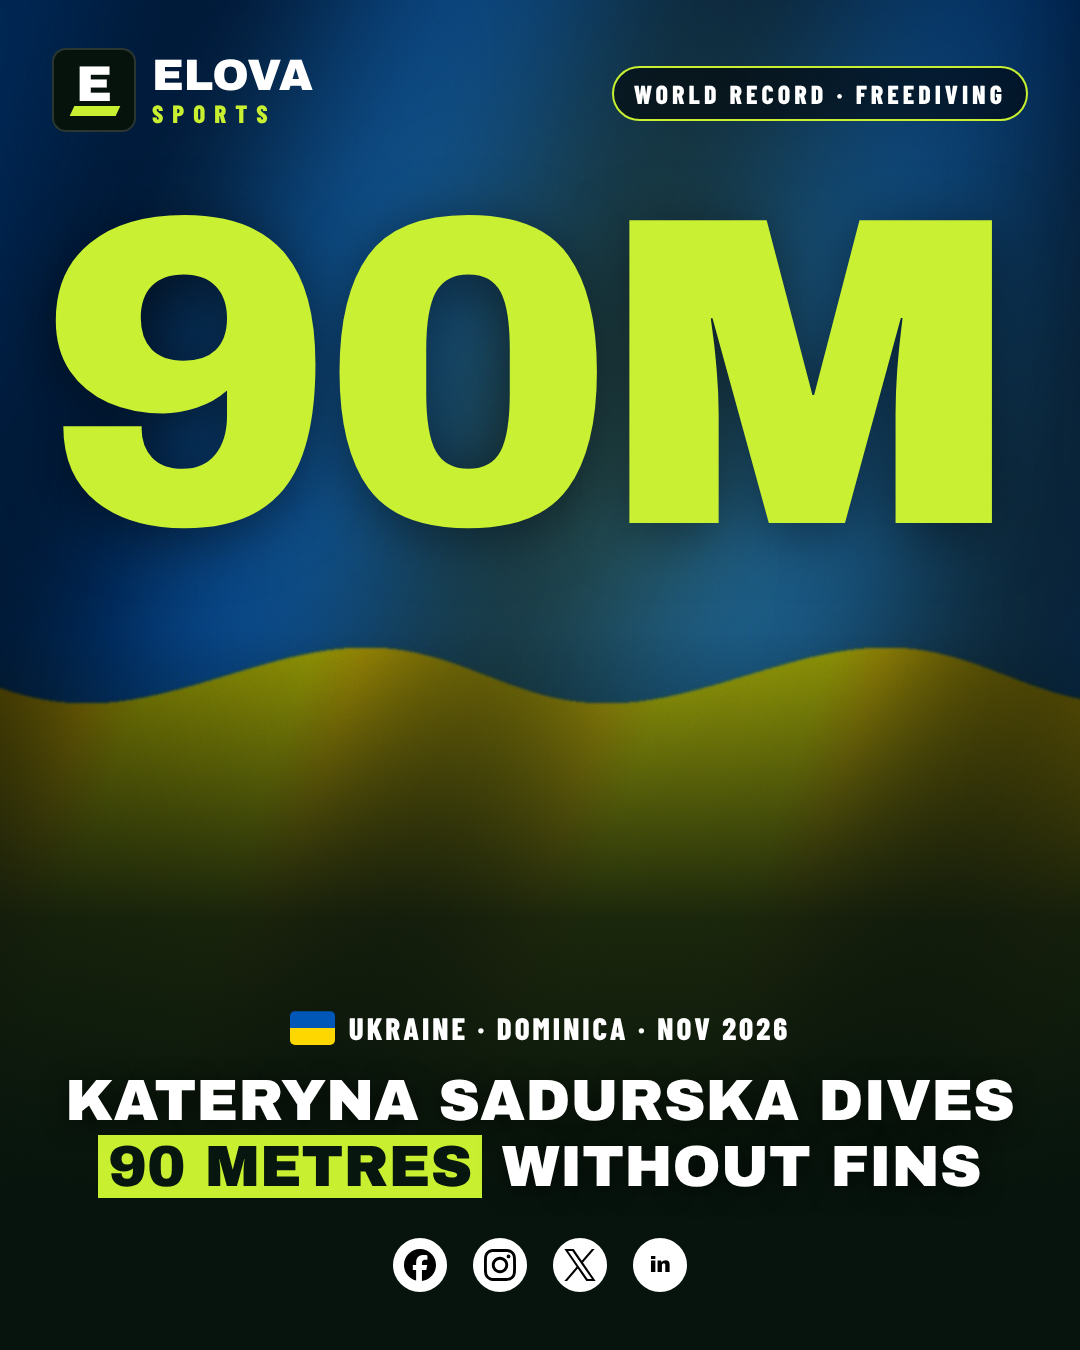 E
ELOVA
SPORTS
WORLD RECORD · FREEDIVING
90M
UKRAINE · DOMINICA · NOV 2026
KATERYNA SADURSKA DIVES
90 METRES WITHOUT FINS
in